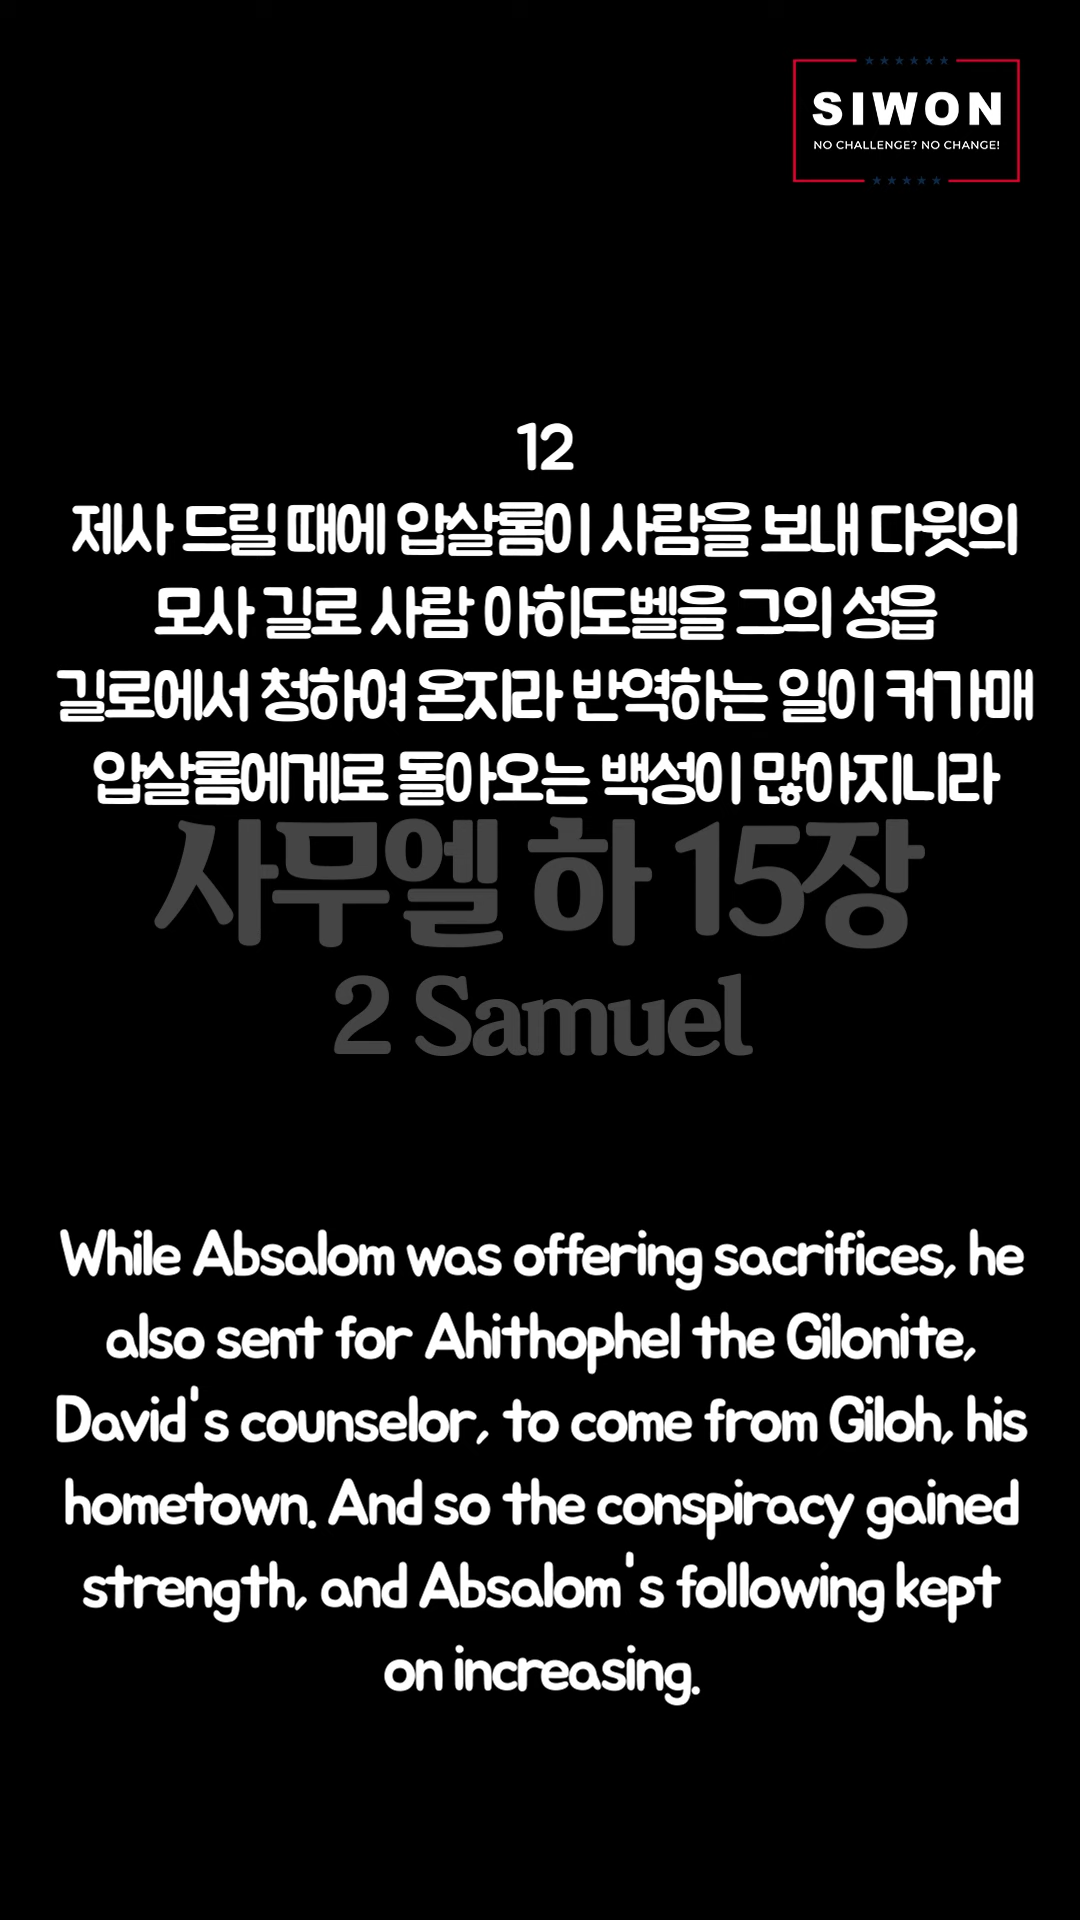 SIWON
NO CHALLENGE? NO CHANGE!
12
제사 드릴 때에 압살롬이 사람을 보내 다윗의
모사 길로 사람 아히도벨을 그의 성읍
길로에서 청하여 온지라 반역하는 일이 커가매
압살롬에게로 돌아오는 백성이 많아지니라
사무엘 하 15장
2 Samuel
While Absalom was offering sacrifices, he
also sent for Ahithophel the Gilonite,
David's counselor, to come from Giloh, his
hometown. And so the conspiracy gained
strength, and Absalom's following kept
on increasing.